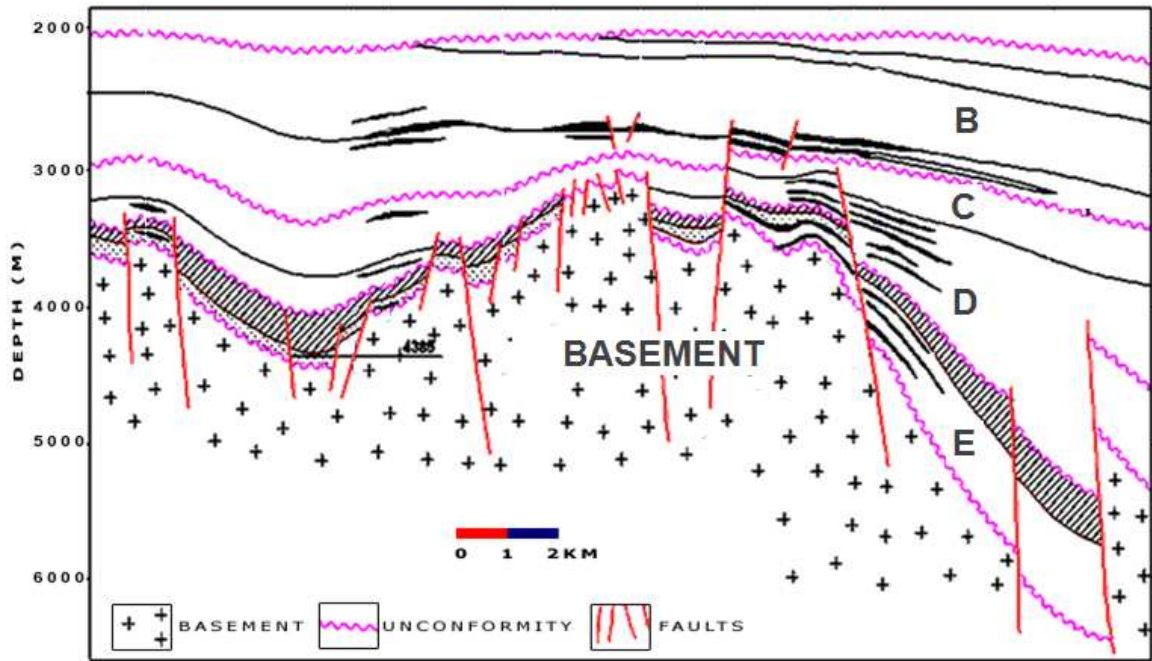 2000
B
3000
C
D
4000
4385
BASEMENT
E
5000
6000
DEPTH (M)
0 1 2KM
BASEMENT
UNCONFORMITY
FAULTS